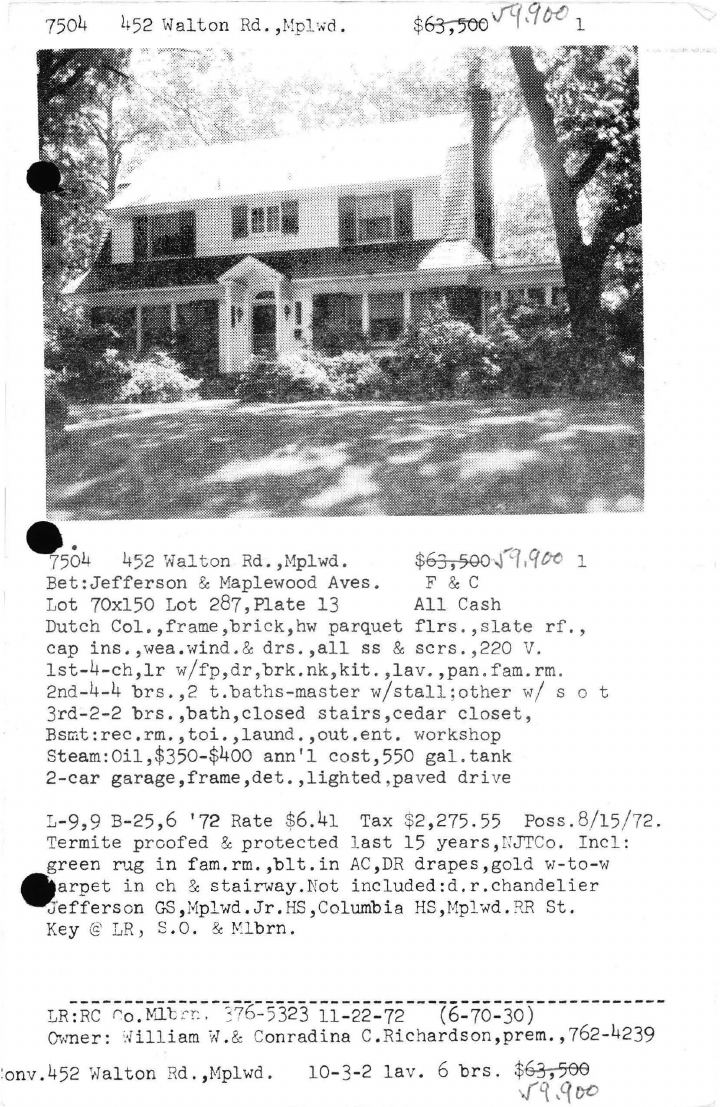 7504 452 Walton Rd.,Mplwd. $63,500 59,900 1
7504 452 Walton Rd.,Mplwd. $63,500 59,900 1
Bet:Jefferson & Maplewood Aves. F & C
Lot 70x150 Lot 287,Plate 13 All Cash
Dutch Col.,frame,brick,hw parquet flrs.,slate rf.,
cap ins.,wea.wind.& drs.,all ss & scrs.,220 V.
1st-4-ch,lr w/fp,dr,brk.nk,kit.,lav.,pan.fam.rm.
2nd-4-4 brs.,2 t.baths-master w/stall;other w/ s o t
3rd-2-2 brs.,bath,closed stairs,cedar closet,
Bsmt:rec.rm.,toi.,laund.,out.ent. workshop
Steam:Oil,$350-$400 ann'l cost,550 gal.tank
2-car garage,frame,det.,lighted,paved drive
L-9,9 B-25,6 '72 Rate $6.41 Tax $2,275.55 Poss.8/15/72.
Termite proofed & protected last 15 years,NJTCo. Incl:
green rug in fam.rm.,blt.in AC,DR drapes,gold w-to-w
carpet in ch & stairway.Not included:d.r.chandelier
Jefferson GS,Mplwd.Jr.HS,Columbia HS,Mplwd.RR St.
Key @ LR, S.O. & Mlbrn.
LR:RC Co.Mlbrn. 376-5323 11-22-72 (6-70-30)
Owner: William W.& Conradina C.Richardson,prem.,762-4239
onv.452 Walton Rd.,Mplwd. 10-3-2 lav. 6 brs. $63,500
59,900